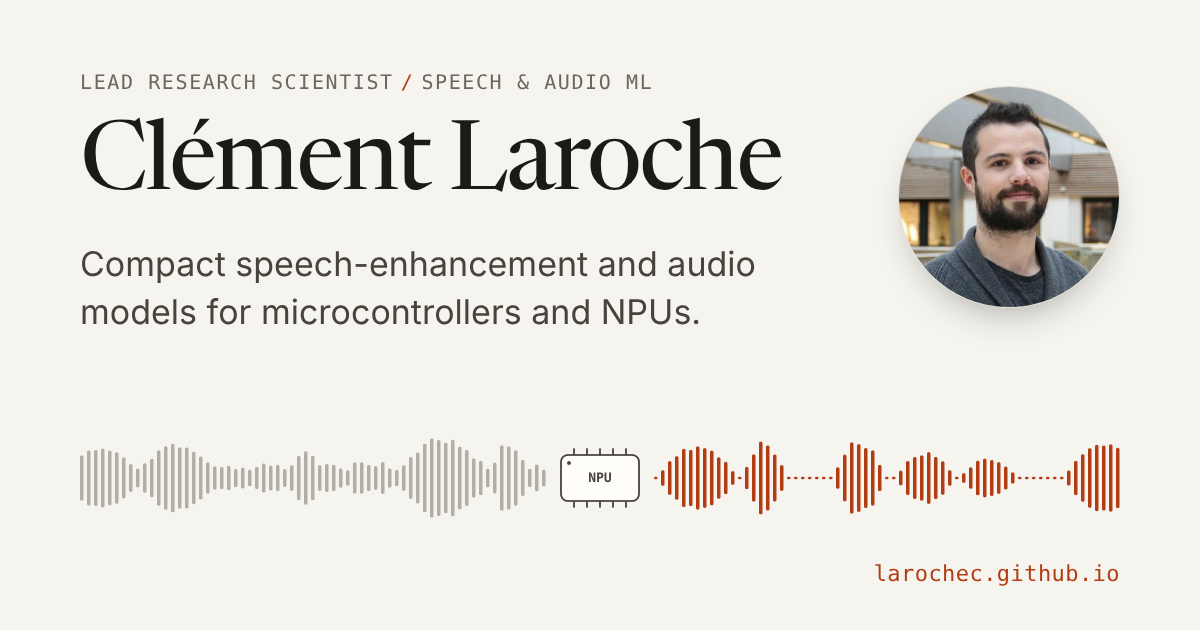 LEAD RESEARCH SCIENTIST / SPEECH & AUDIO ML
Clément Laroche
Compact speech-enhancement and audio
models for microcontrollers and NPUs.
NPU
larochec.github.io